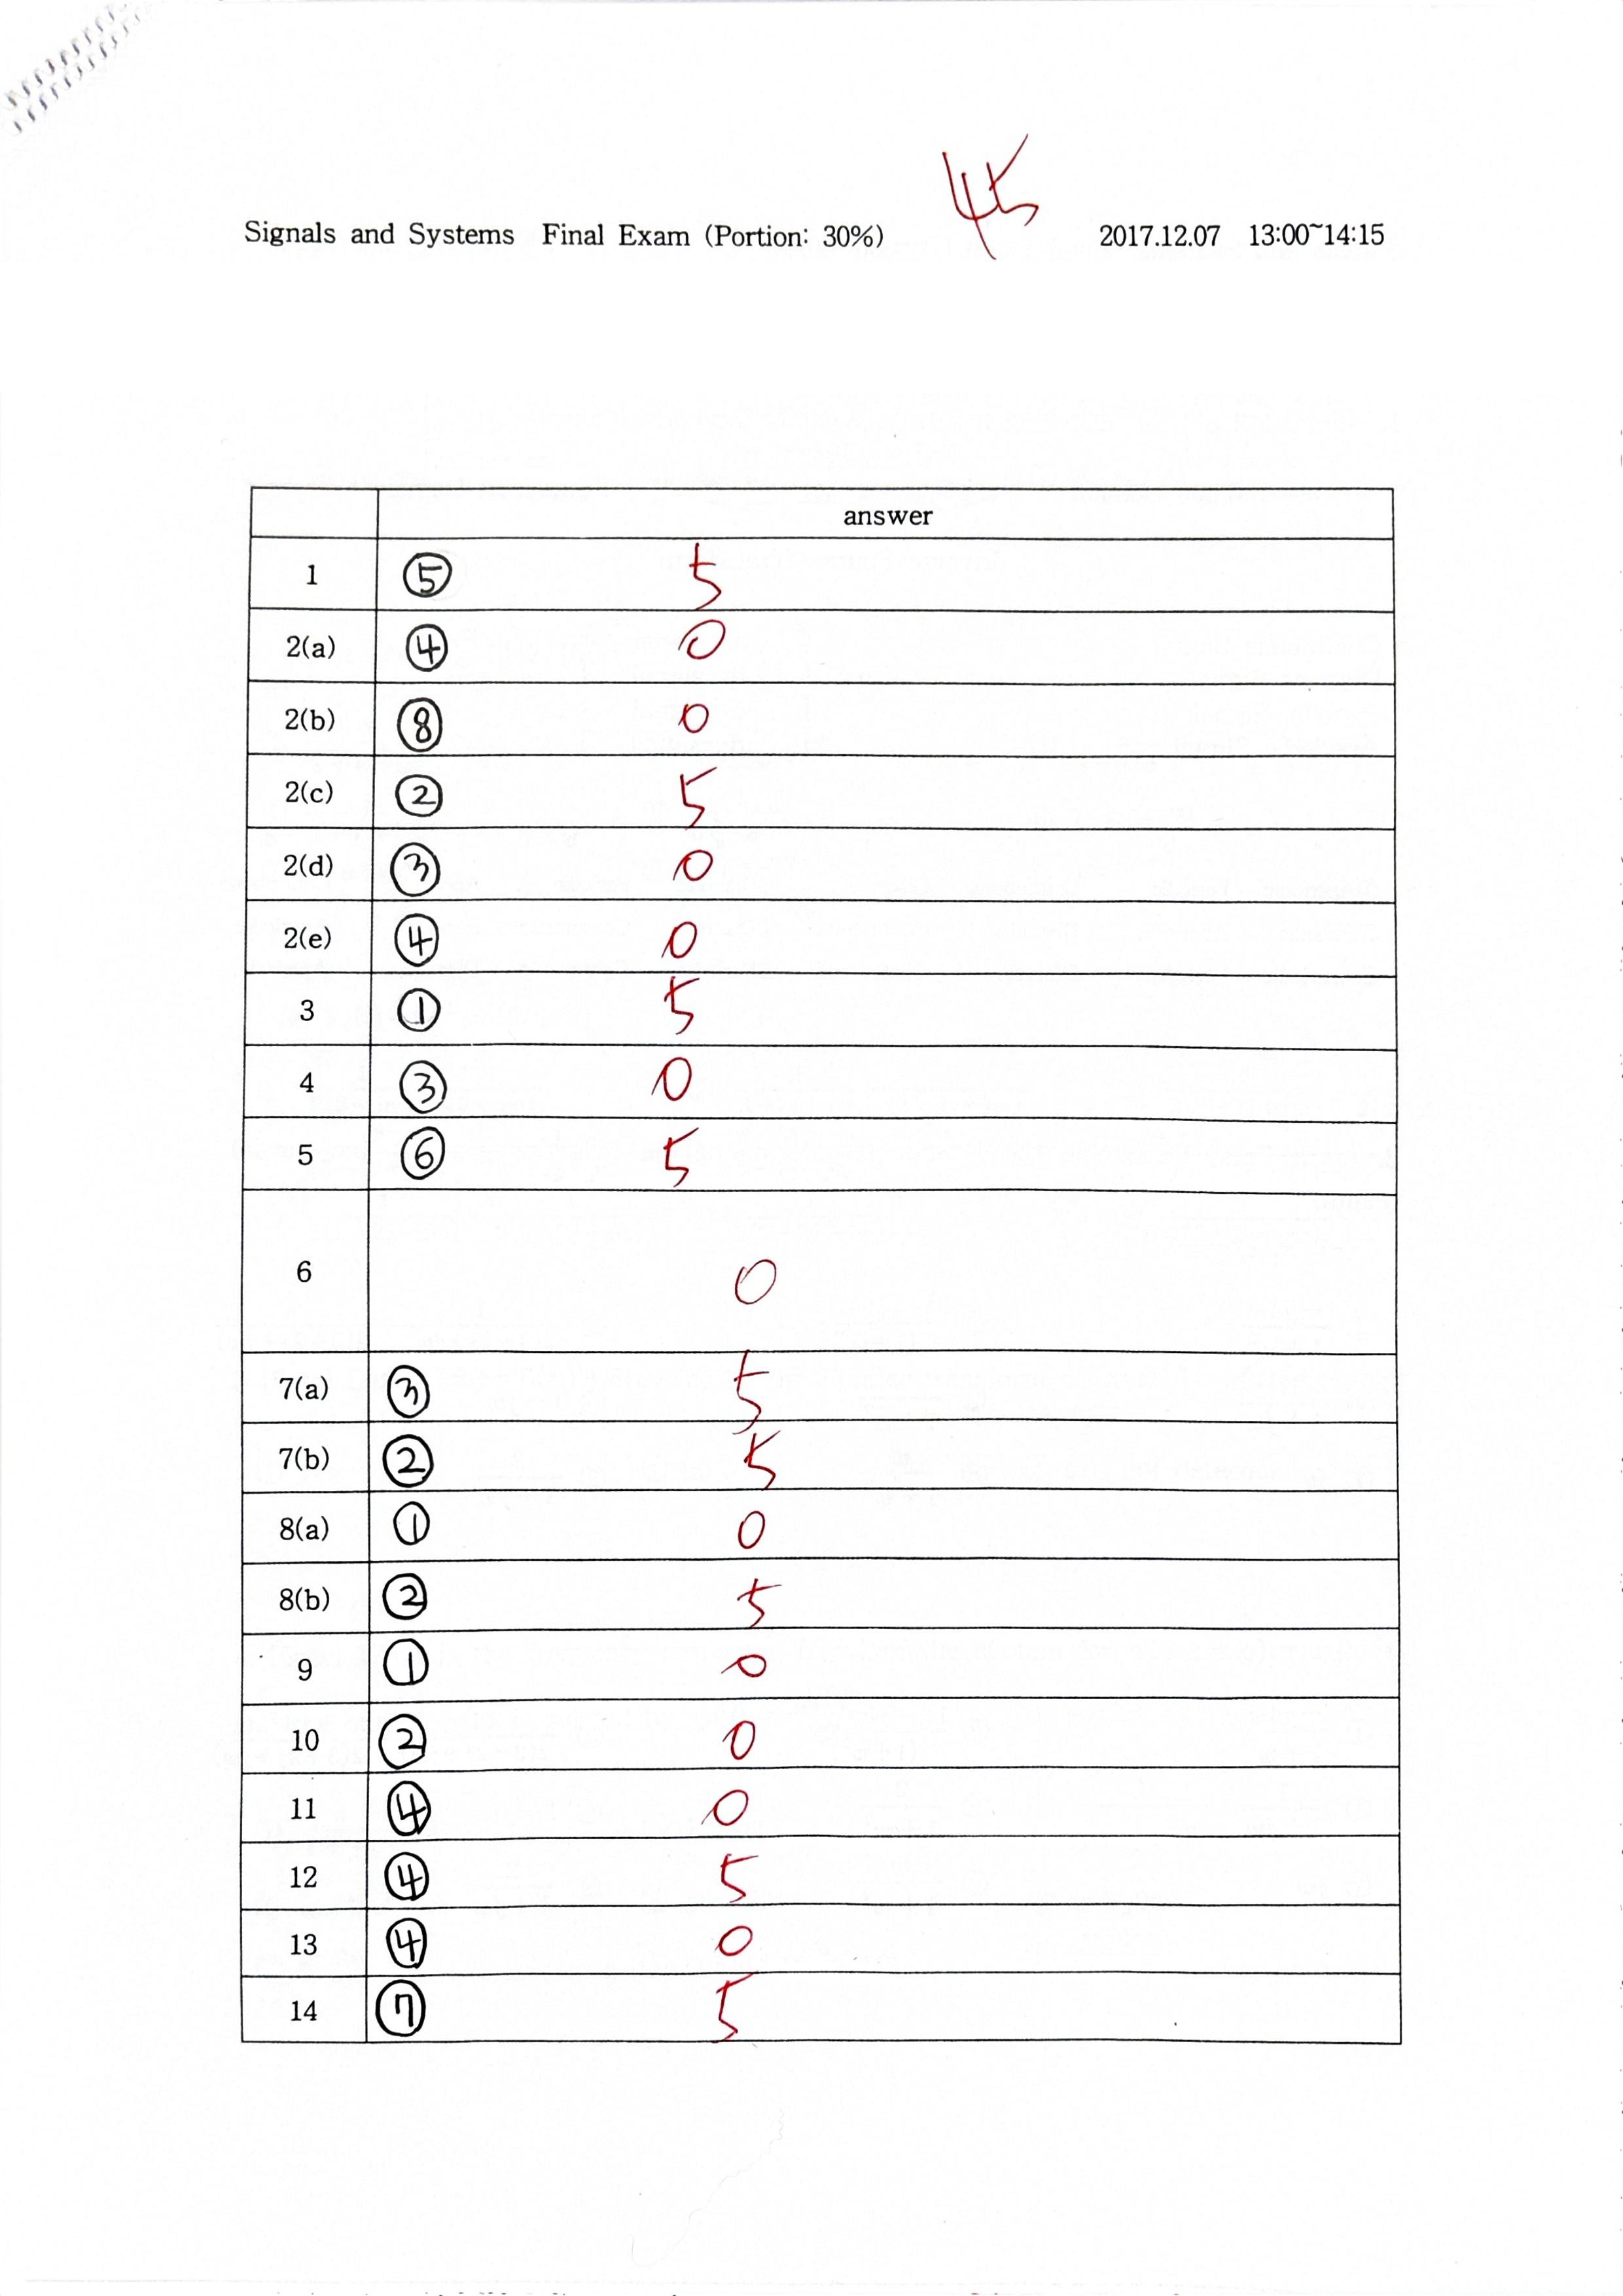 45
Signals and Systems Final Exam (Portion: 30%) 2017.12.07 13:00~14:15
answer
1 ⑤ 5
2(a) ④ 0
2(b) ⑧ 0
2(c) ② 5
2(d) ③ 0
2(e) ④ 0
3 ① 5
4 ③ 0
5 ⑥ 5
6 0
7(a) ③ 5
7(b) ② 5
8(a) ① 0
8(b) ② 5
9 ① 0
10 ② 0
11 ④ 0
12 ④ 5
13 ④ 0
14 ⑦ 5